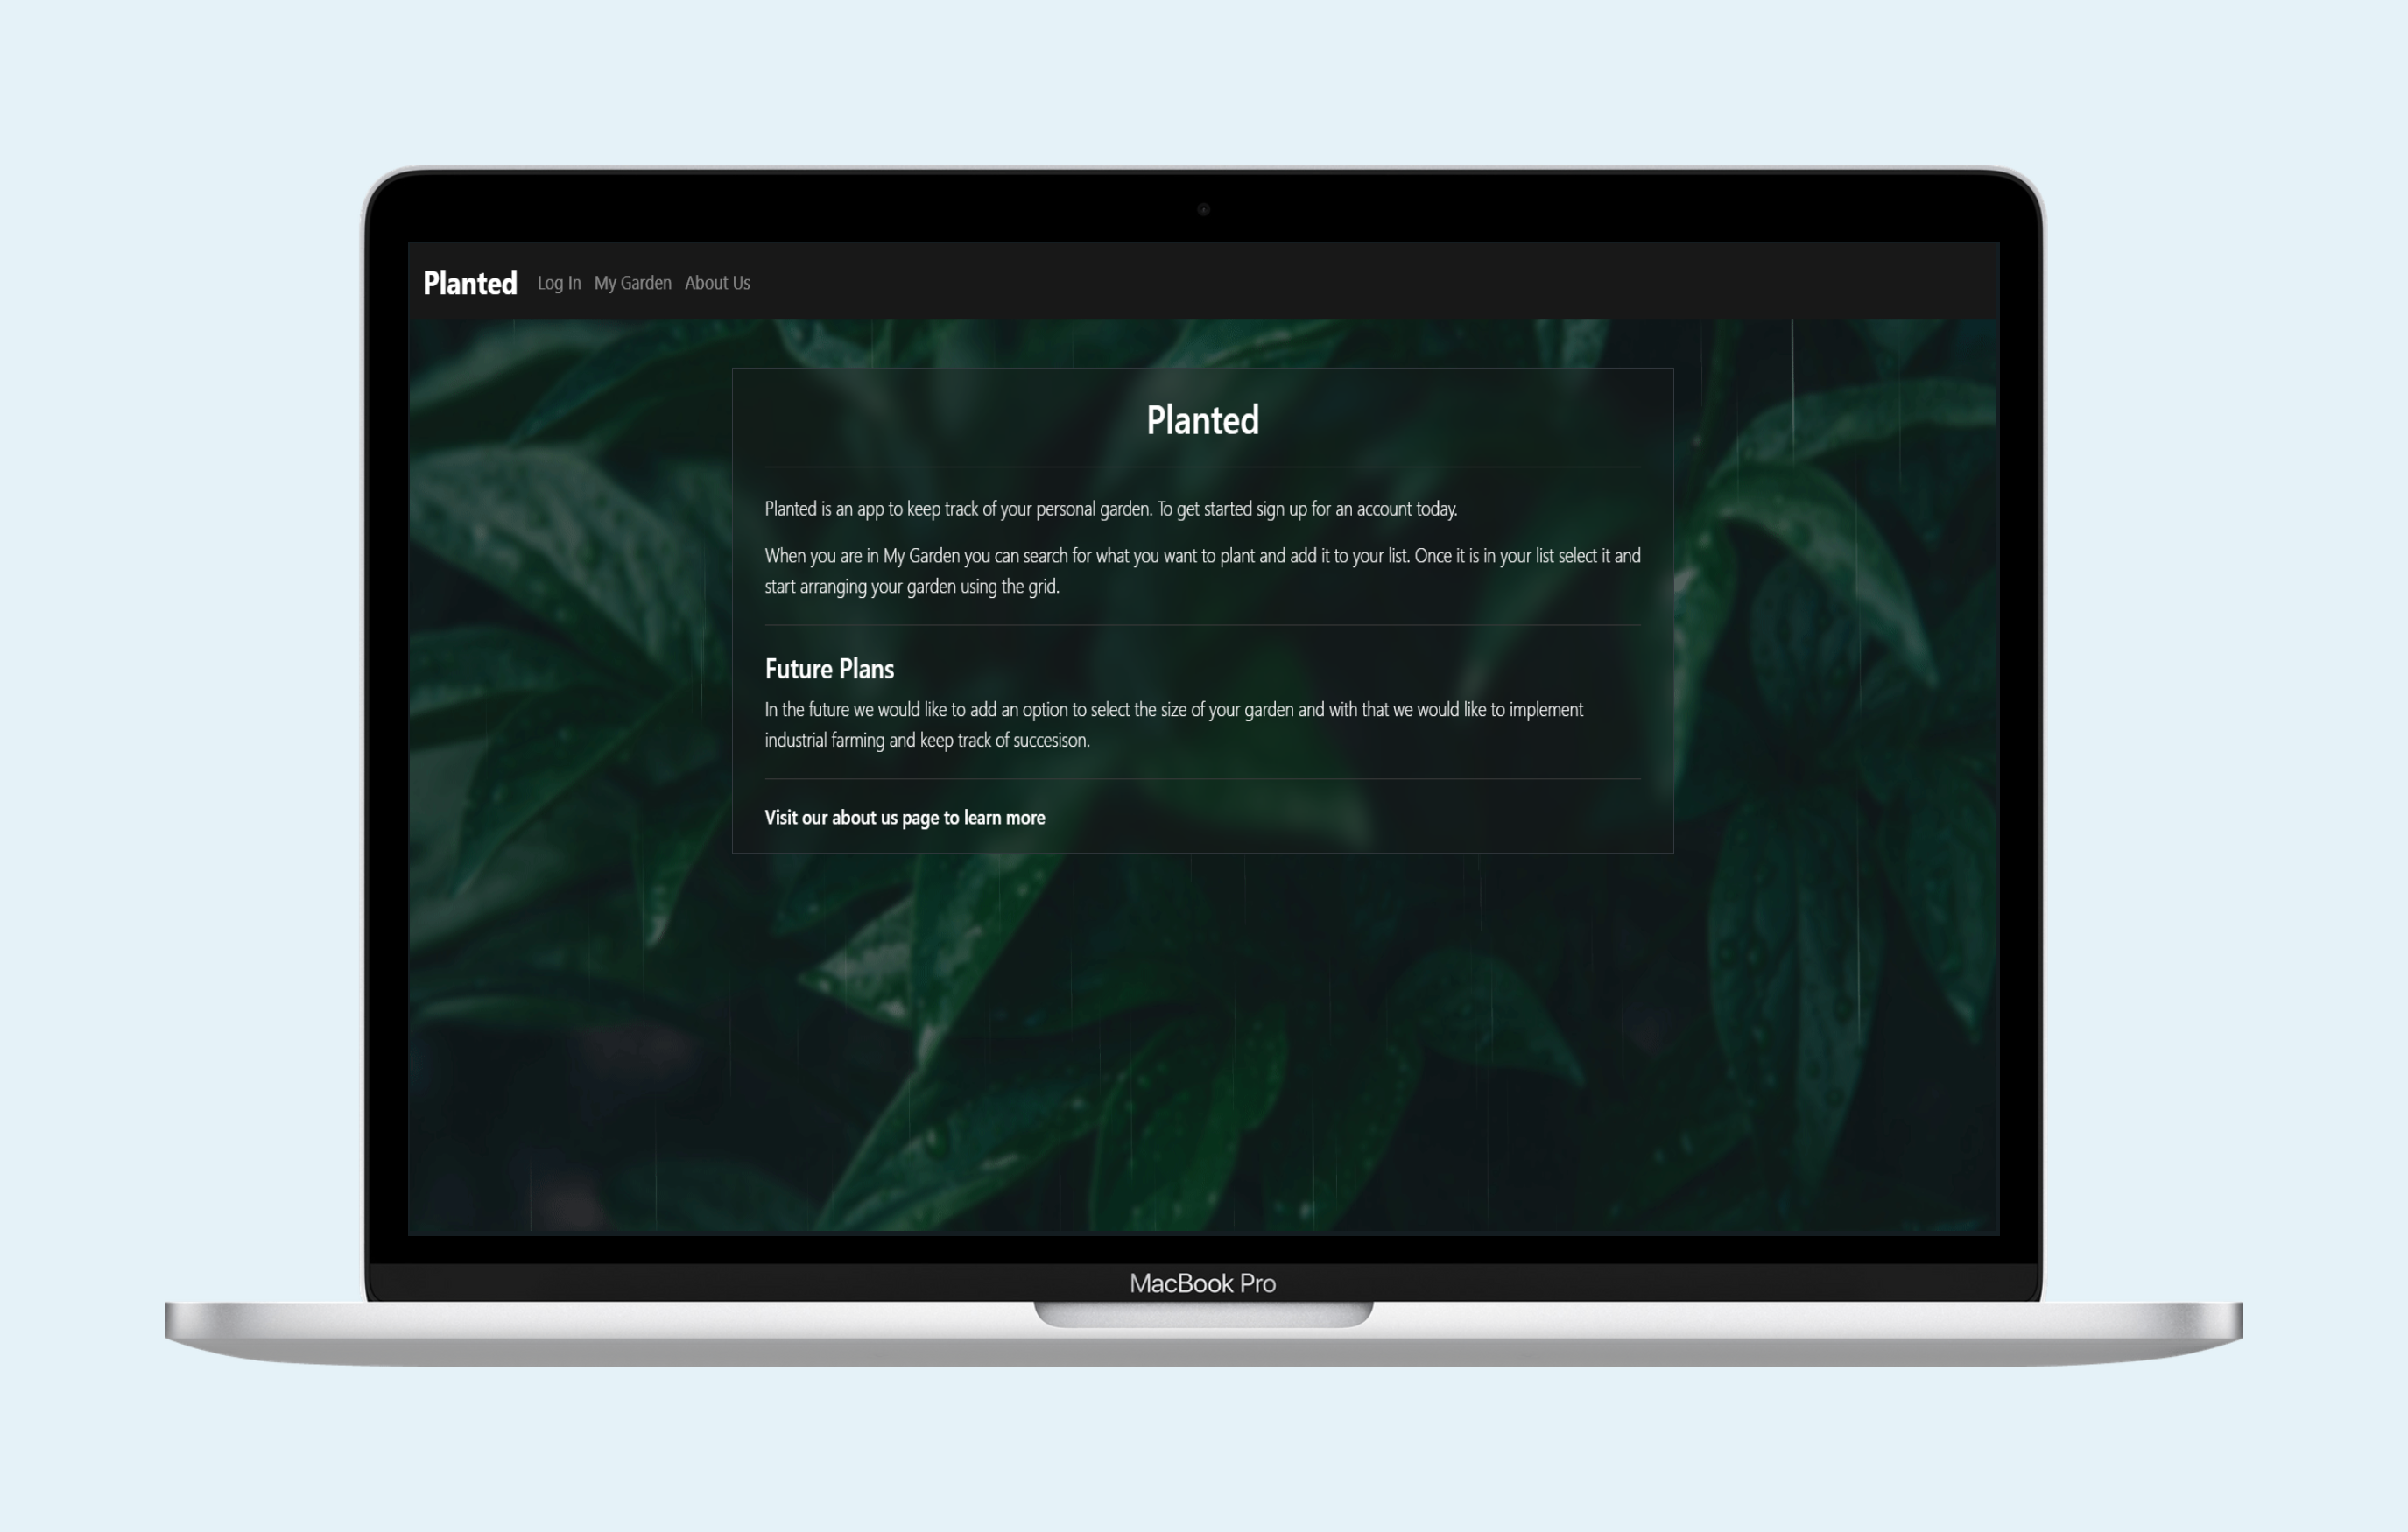 Planted Log In My Garden About Us
Planted
Planted is an app to keep track of your personal garden. To get started sign up for an account today.
When you are in My Garden you can search for what you want to plant and add it to your list. Once it is in your list select it and
start arranging your garden using the grid.
Future Plans
In the future we would like to add an option to select the size of your garden and with that we would like to implement
industrial farming and keep track of succesison.
Visit our about us page to learn more
MacBook Pro